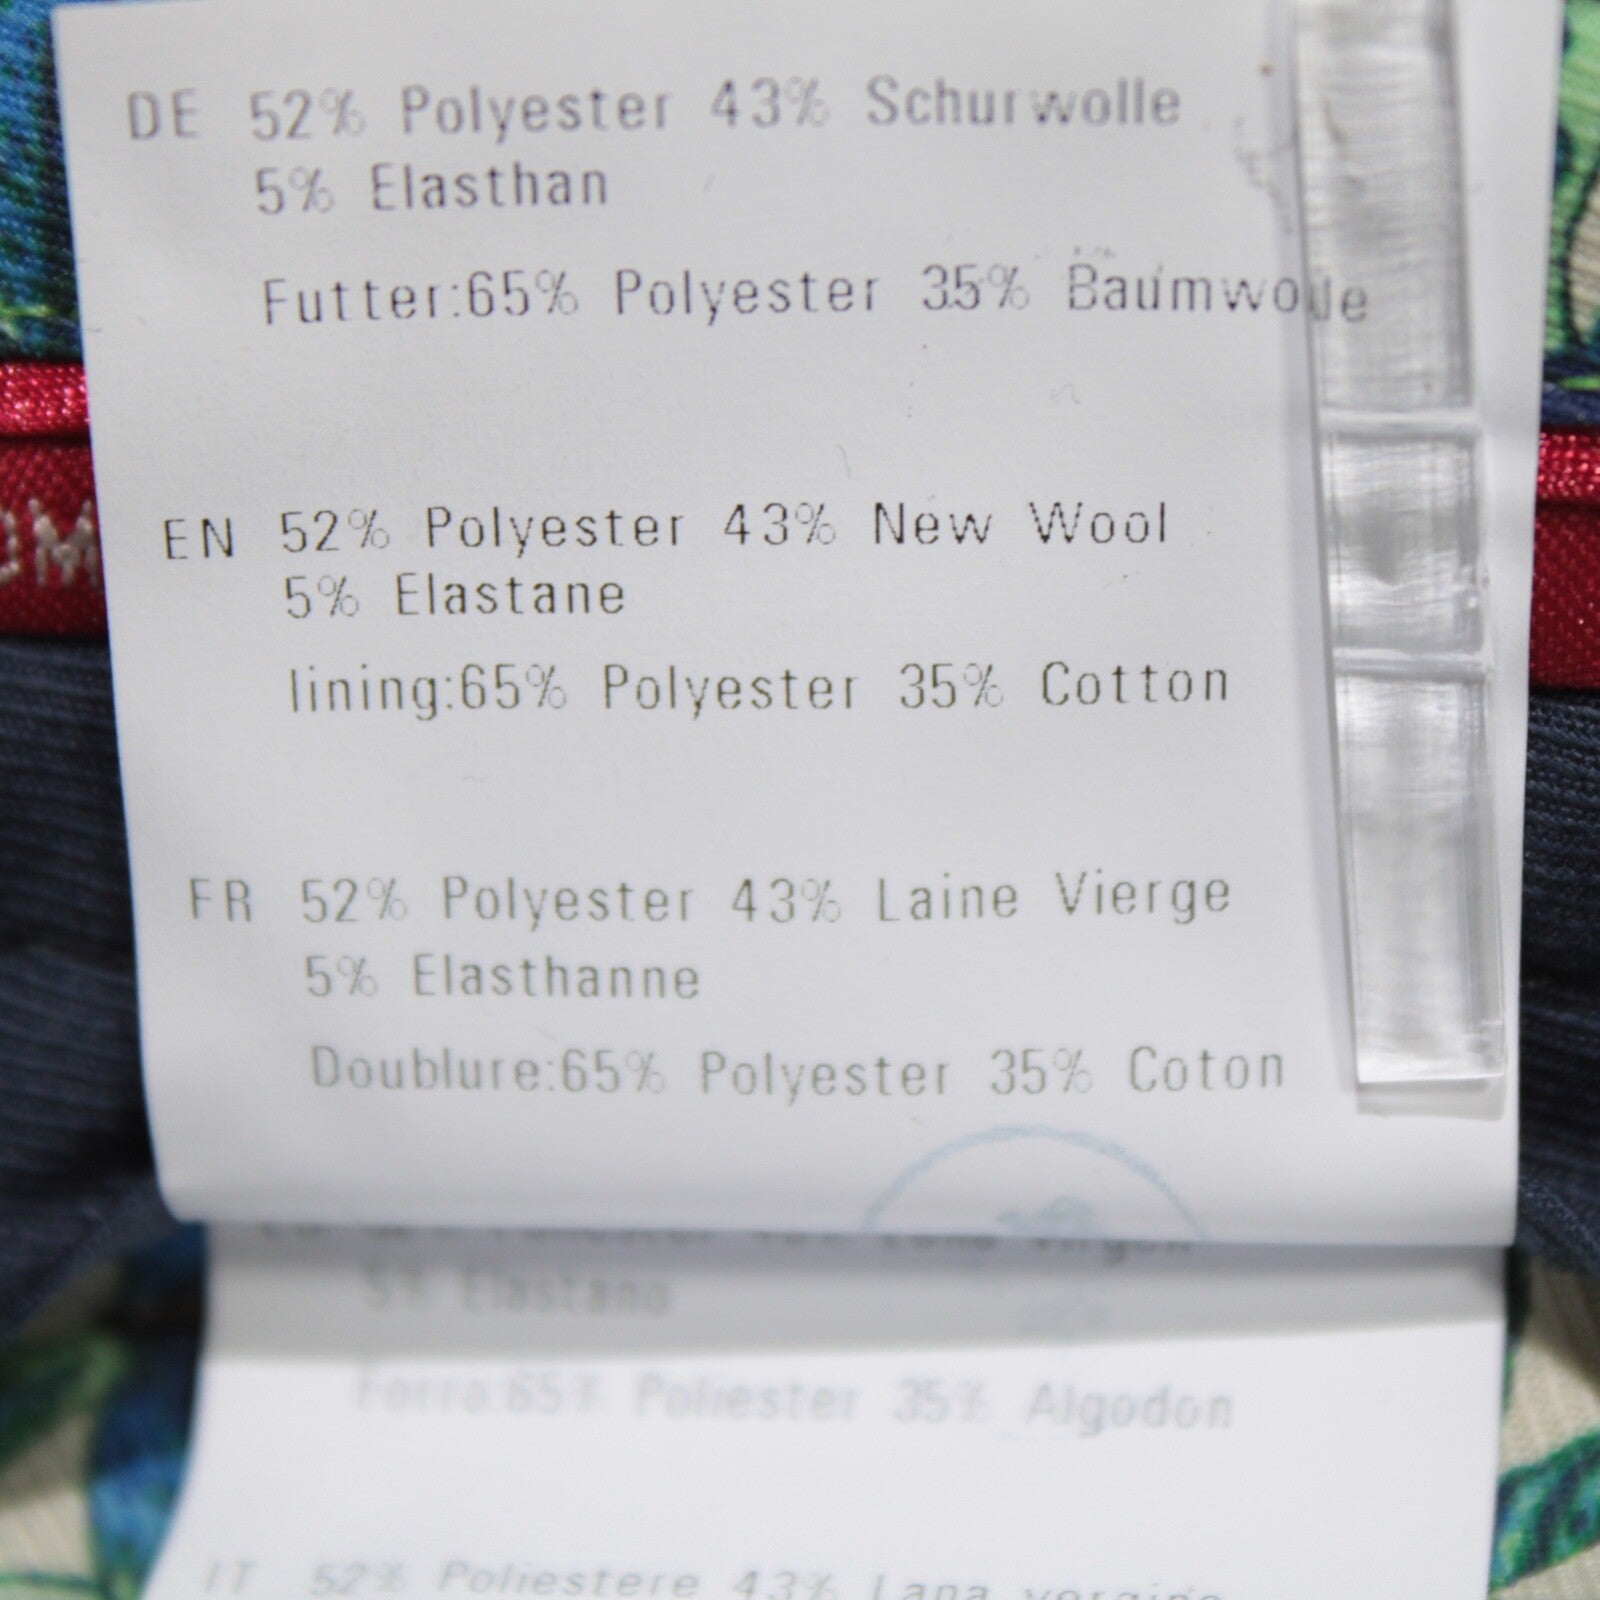 DE 52% Polyester 43% Schurwolle
5% Elasthan
Futter:65% Polyester 35% Baumwolle
EN 52% Polyester 43% New Wool
5% Elastane
lining:65% Polyester 35% Cotton
FR 52% Polyester 43% Laine Vierge
5% Elasthanne
Doublure:65% Polyester 35% Coton
5% Elastano
Forro:65% Poliester 35% Algodon
IT 52% Poliestere 43% Lana